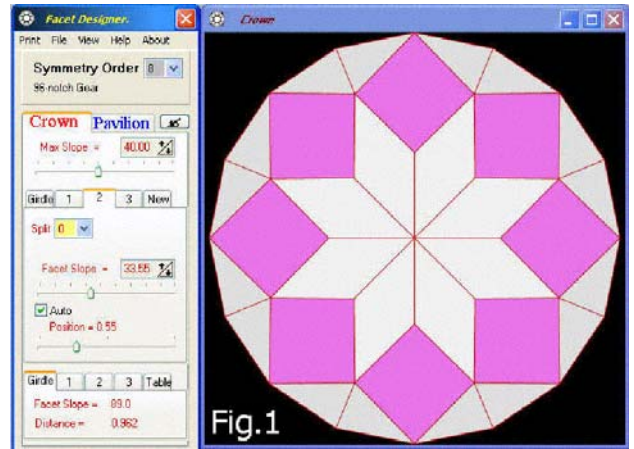 Facet Designer.
Print File View Help About
Symmetry Order 8
96-notch Gear
Crown Pavilion
Max Slope = 40.00
Girdle 1 2 3 New
Split 0
Facet Slope = 33.55
Auto
Position = 0.55
Girdle 1 2 3 Table
Facet Slope = 89.0
Distance = 0.962
Crown
Fig.1